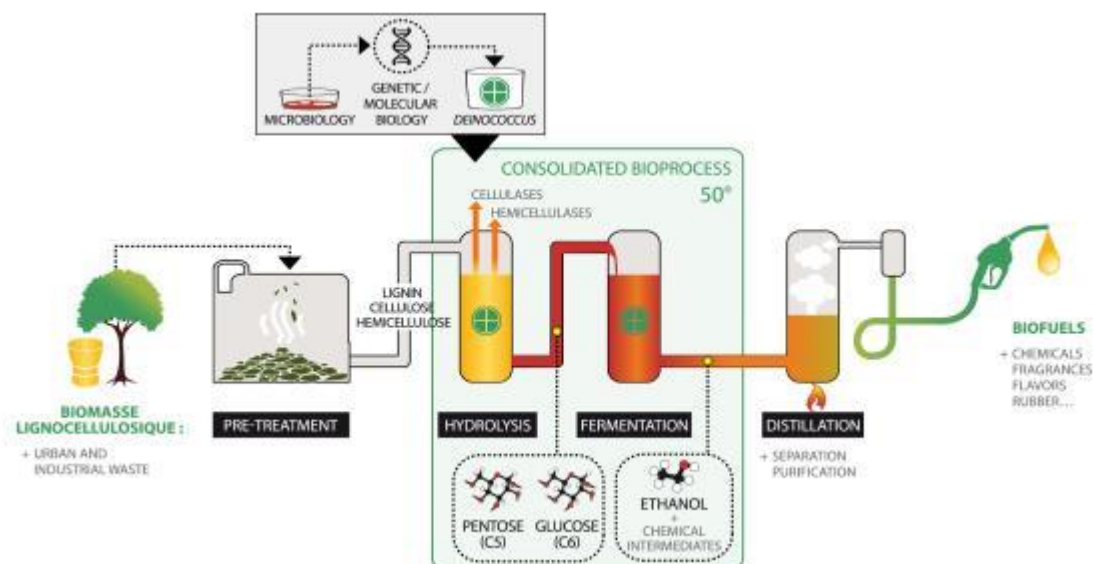 MICROBIOLOGY
GENETIC /
MOLECULAR
BIOLOGY
DEINOCOCCUS
CONSOLIDATED BIOPROCESS
50°
CELLULASES
HEMICELLULASES
LIGNIN
CELLULOSE
HEMICELLULOSE
BIOMASSE
LIGNOCELLULOSIQUE :
+ URBAN AND
INDUSTRIAL WASTE
PRE-TREATMENT
HYDROLYSIS
FERMENTATION
DISTILLATION
+ SEPARATION
PURIFICATION
BIOFUELS
+ CHEMICALS
FRAGRANCES
FLAVORS
RUBBER...
PENTOSE
(C5)
GLUCOSE
(C6)
ETHANOL
+
CHEMICAL
INTERMEDIATES